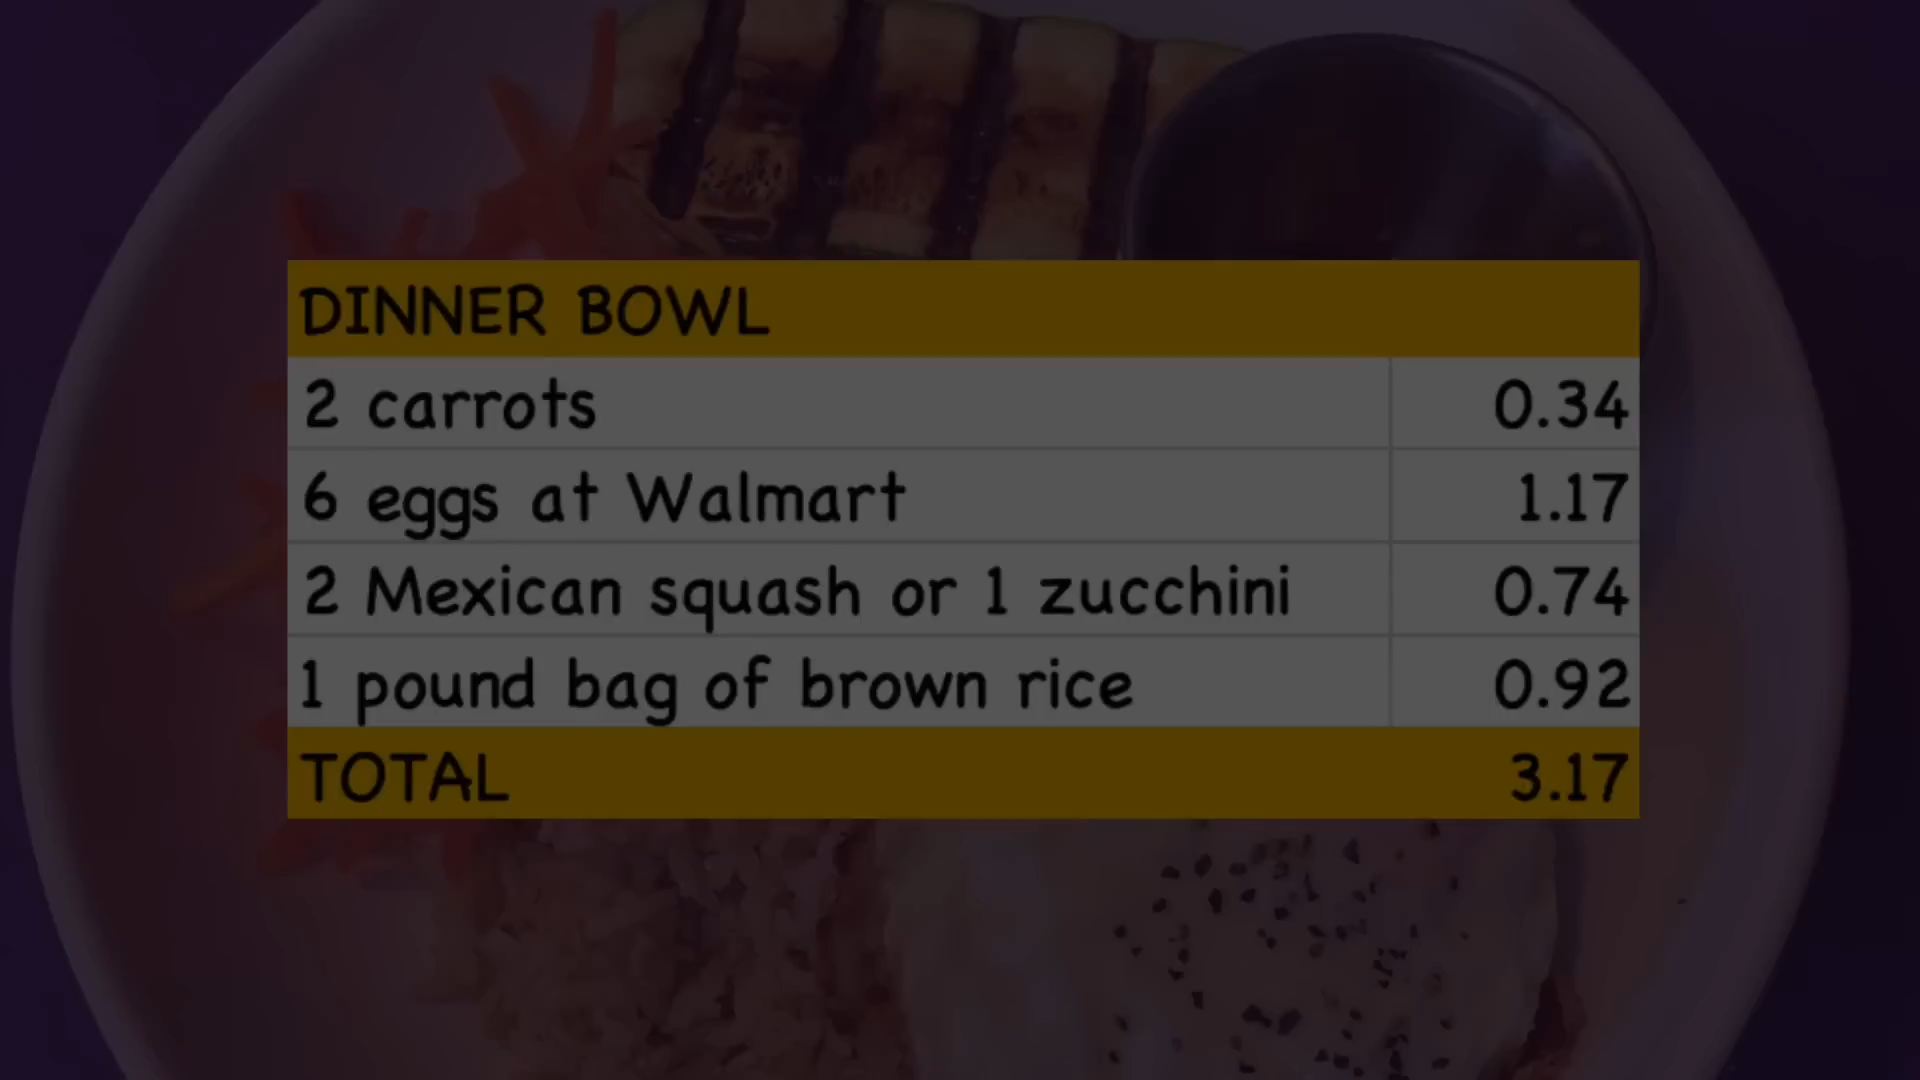 DINNER BOWL
2 carrots 0.34
6 eggs at Walmart 1.17
2 Mexican squash or 1 zucchini 0.74
1 pound bag of brown rice 0.92
TOTAL 3.17